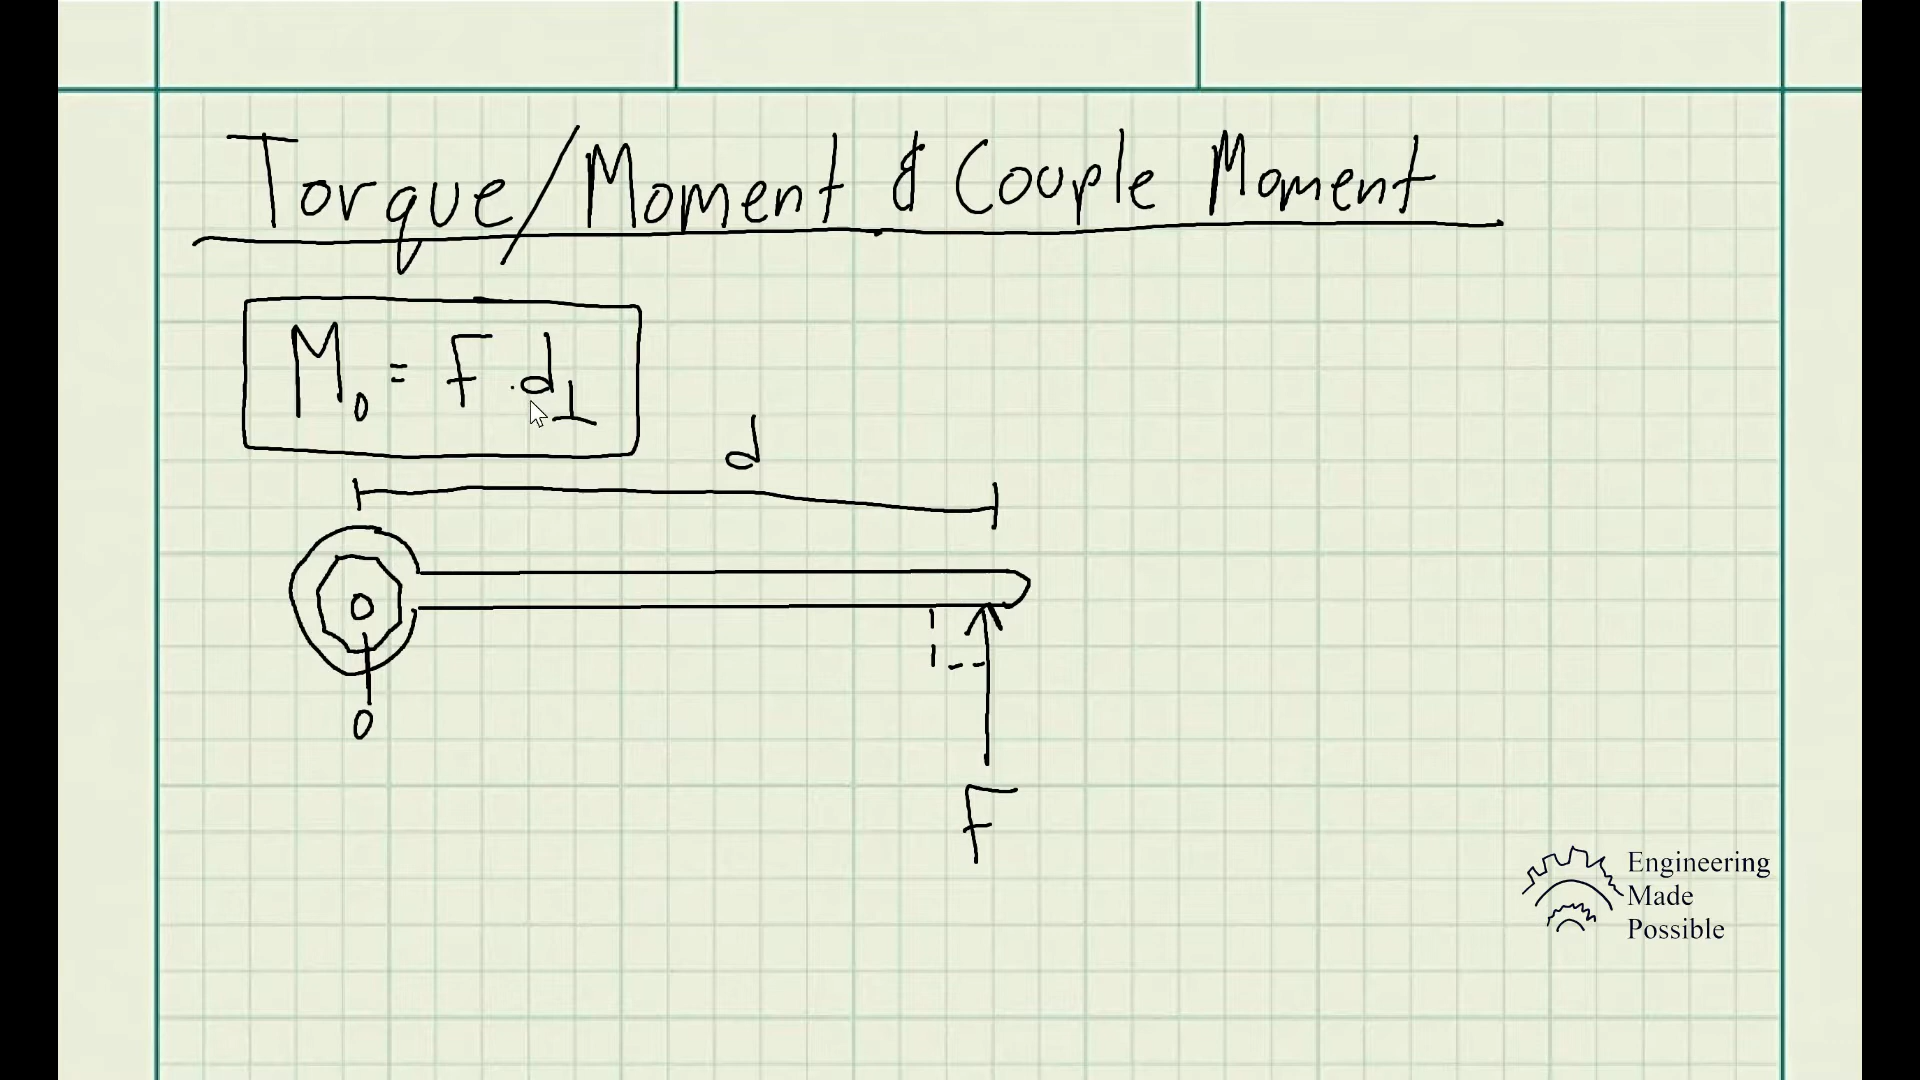 Torque/Moment & Couple Moment
M₀ = F · d⊥
d
O
O
F
Engineering
Made
Possible